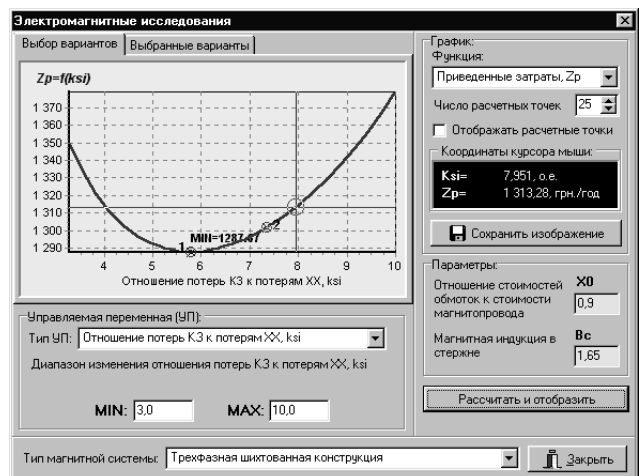 Электромагнитные исследования
Выбор вариантов
Выбранные варианты
Zp=f(ksi)
1 370
1 360
1 350
1 340
1 330
1 320
1 310
1 300
1 290
MIN=1287,67
1
2
4 5 6 7 8 9 10
Отношение потерь КЗ к потерям XX, ksi
Управляемая переменная (УП):
Тип УП: Отношение потерь КЗ к потерям XX, ksi
Диапазон изменения отношения потерь КЗ к потерям XX, ksi
MIN: 3,0 MAX: 10,0
График:
Функция:
Приведенные затраты, Zp
Число расчетных точек 25
Отображать расчетные точки
Координаты курсора мыши:
Ksi= 7,951, о.е.
Zp= 1 313,28, грн./год
Сохранить изображение
Параметры:
Отношение стоимостей обмоток к стоимости магнитопровода
X0
0,9
Магнитная индукция в стержне
Bc
1,65
Рассчитать и отобразить
Тип магнитной системы: Трехфазная шихтованная конструкция
Закрыть